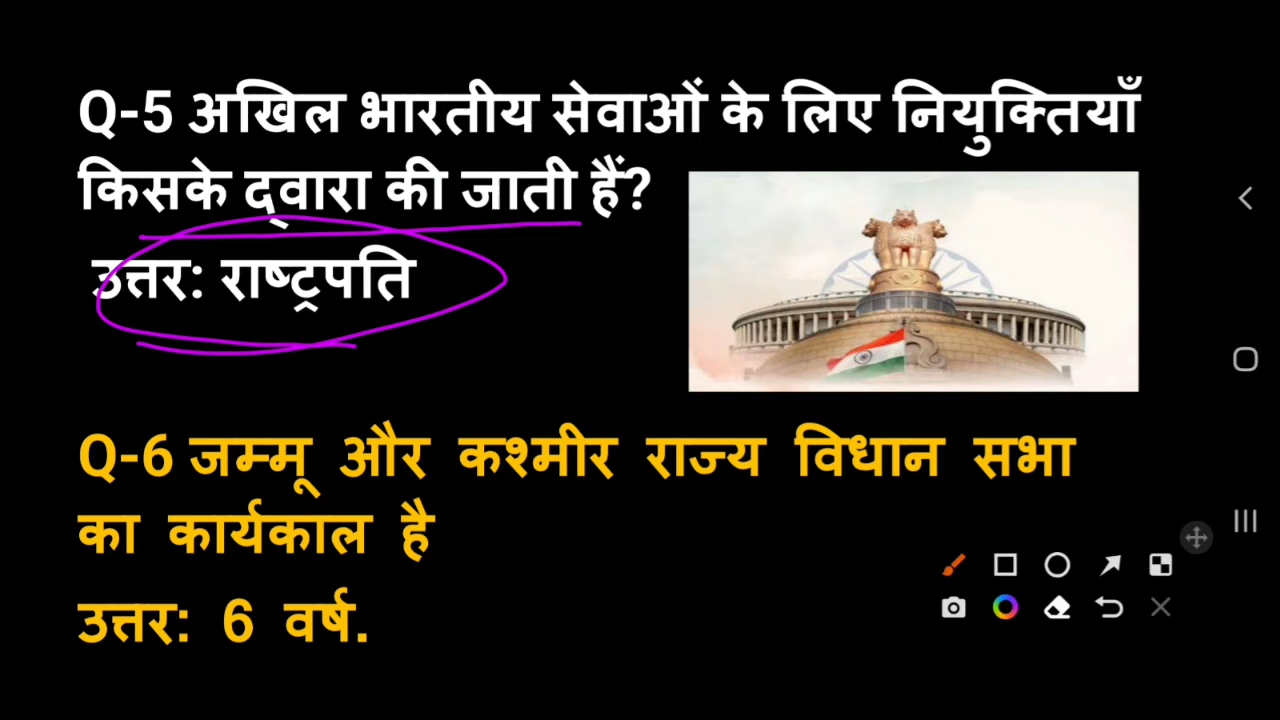 Q-5 अखिल भारतीय सेवाओं के लिए नियुक्तियाँ
किसके द्वारा की जाती हैं?
उत्तर: राष्ट्रपति
Q-6 जम्मू और कश्मीर राज्य विधान सभा
का कार्यकाल है
उत्तर: 6 वर्ष.